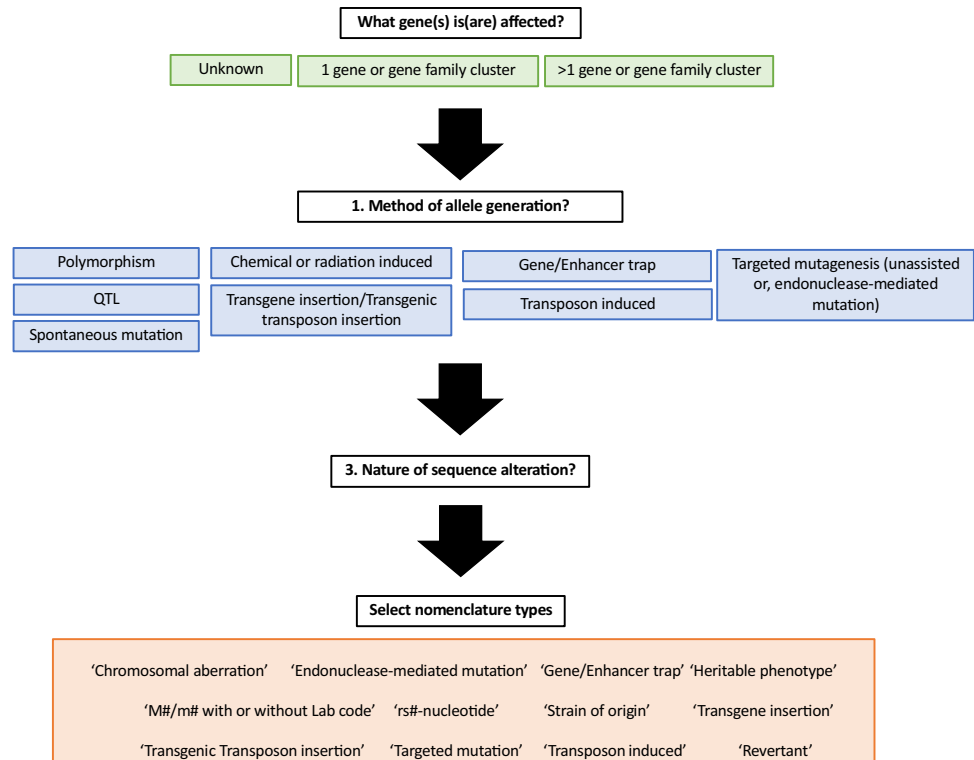 What gene(s) is(are) affected?
Unknown
1 gene or gene family cluster
>1 gene or gene family cluster
1. Method of allele generation?
Polymorphism
QTL
Spontaneous mutation
Chemical or radiation induced
Transgene insertion/Transgenic
transposon insertion
Gene/Enhancer trap
Transposon induced
Targeted mutagenesis (unassisted
or, endonuclease-mediated
mutation)
3. Nature of sequence alteration?
Select nomenclature types
‘Chromosomal aberration’ ‘Endonuclease-mediated mutation’ ‘Gene/Enhancer trap’ ‘Heritable phenotype’
‘M#/m# with or without Lab code’ ‘rs#-nucleotide’ ‘Strain of origin’ ‘Transgene insertion’
‘Transgenic Transposon insertion’ ‘Targeted mutation’ ‘Transposon induced’ ‘Revertant’